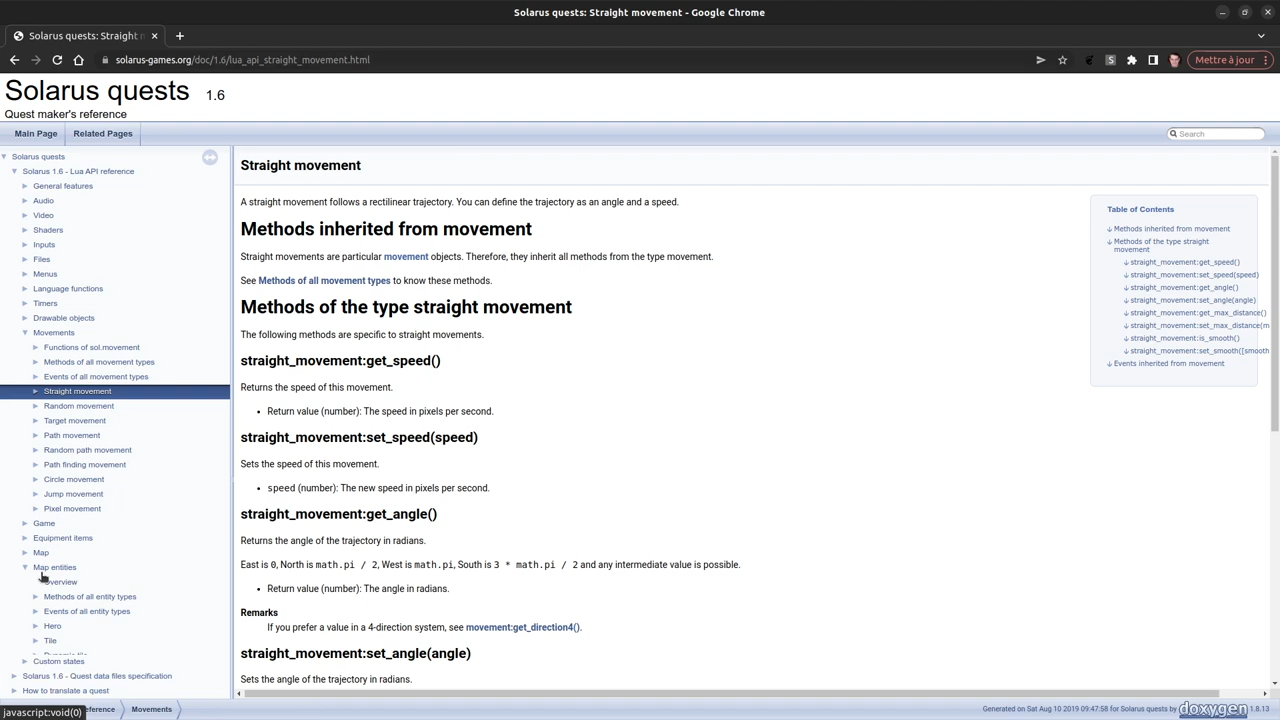 Solarus quests: Straight movement - Google Chrome
Solarus quests: Straight m
solarus-games.org/doc/1.6/lua_api_straight_movement.html
Mettre à jour
Solarus quests 1.6
Quest maker's reference
Main Page
Related Pages
Search
Solarus quests
Solarus 1.6 - Lua API reference
General features
Audio
Video
Shaders
Inputs
Files
Menus
Language functions
Timers
Drawable objects
Movements
Functions of sol.movement
Methods of all movement types
Events of all movement types
Straight movement
Random movement
Target movement
Path movement
Random path movement
Path finding movement
Circle movement
Jump movement
Pixel movement
Game
Equipment items
Map
Map entities
Overview
Methods of all entity types
Events of all entity types
Hero
Tile
Custom states
Solarus 1.6 - Quest data files specification
How to translate a quest
Straight movement
A straight movement follows a rectilinear trajectory. You can define the trajectory as an angle and a speed.
Methods inherited from movement
Straight movements are particular movement objects. Therefore, they inherit all methods from the type movement.
See Methods of all movement types to know these methods.
Methods of the type straight movement
The following methods are specific to straight movements.
straight_movement:get_speed()
Returns the speed of this movement.
• Return value (number): The speed in pixels per second.
straight_movement:set_speed(speed)
Sets the speed of this movement.
• speed (number): The new speed in pixels per second.
straight_movement:get_angle()
Returns the angle of the trajectory in radians.
East is 0, North is math.pi / 2, West is math.pi, South is 3 * math.pi / 2 and any intermediate value is possible.
• Return value (number): The angle in radians.
Remarks
If you prefer a value in a 4-direction system, see movement:get_direction4().
straight_movement:set_angle(angle)
Sets the angle of the trajectory in radians.
Table of Contents
↓ Methods inherited from movement
↓ Methods of the type straight
movement
↓ straight_movement:get_speed()
↓ straight_movement:set_speed(speed)
↓ straight_movement:get_angle()
↓ straight_movement:set_angle(angle)
↓ straight_movement:get_max_distance()
↓ straight_movement:set_max_distance(m
↓ straight_movement:is_smooth()
↓ straight_movement:set_smooth([smooth
↓ Events inherited from movement
javascript:void(0)
eference
Movements
Generated on Sat Aug 10 2019 09:47:58 for Solarus quests by doxygen 1.8.13